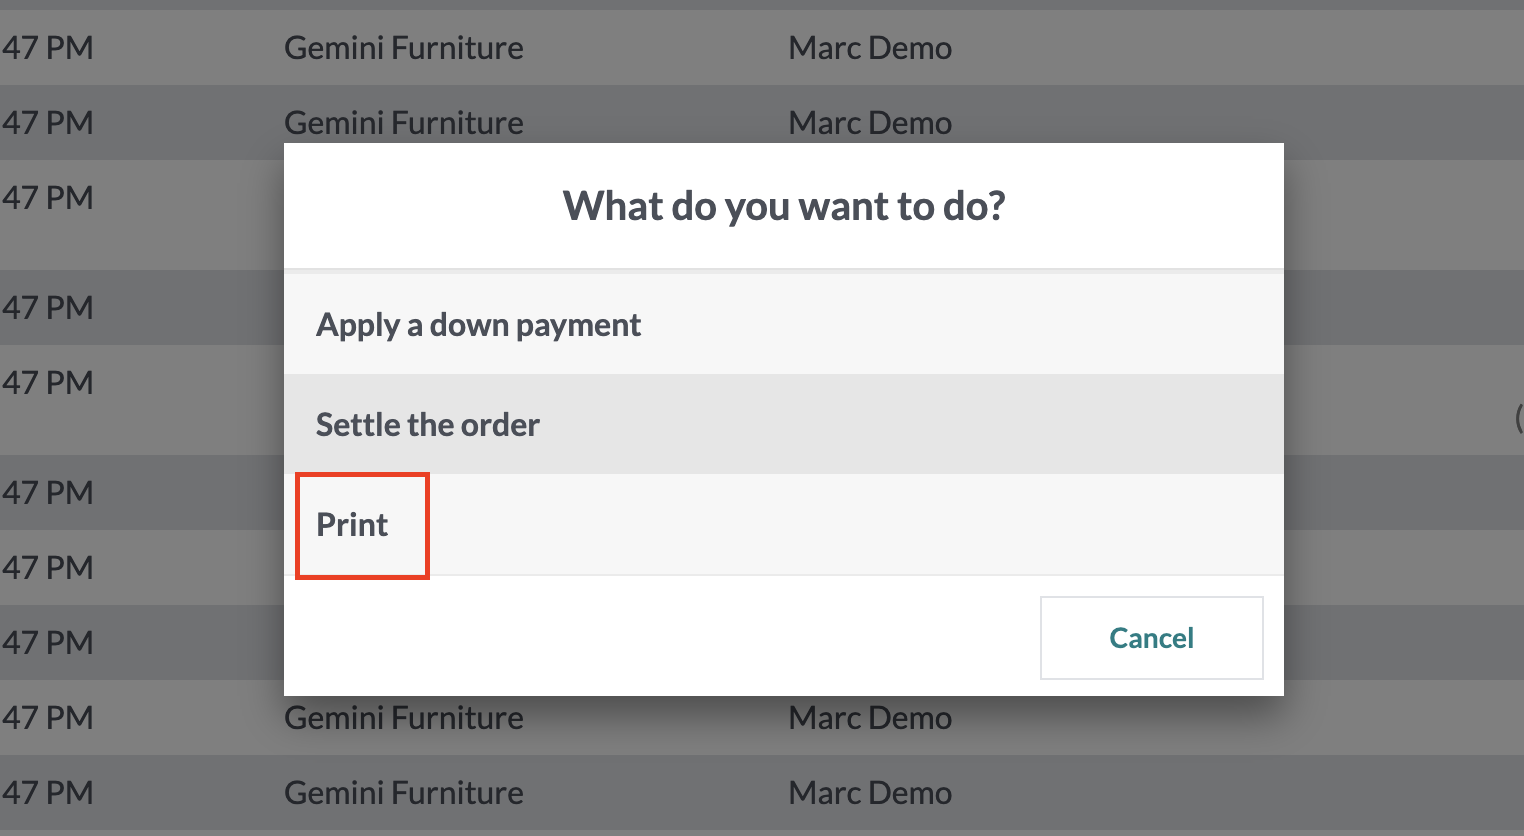 47 PM Gemini Furniture Marc Demo
47 PM Gemini Furniture Marc Demo
What do you want to do?
47 PM
47 PM
Apply a down payment
47 PM
Settle the order
(
47 PM
Print
47 PM
47 PM
Cancel
47 PM Gemini Furniture Marc Demo
47 PM Gemini Furniture Marc Demo